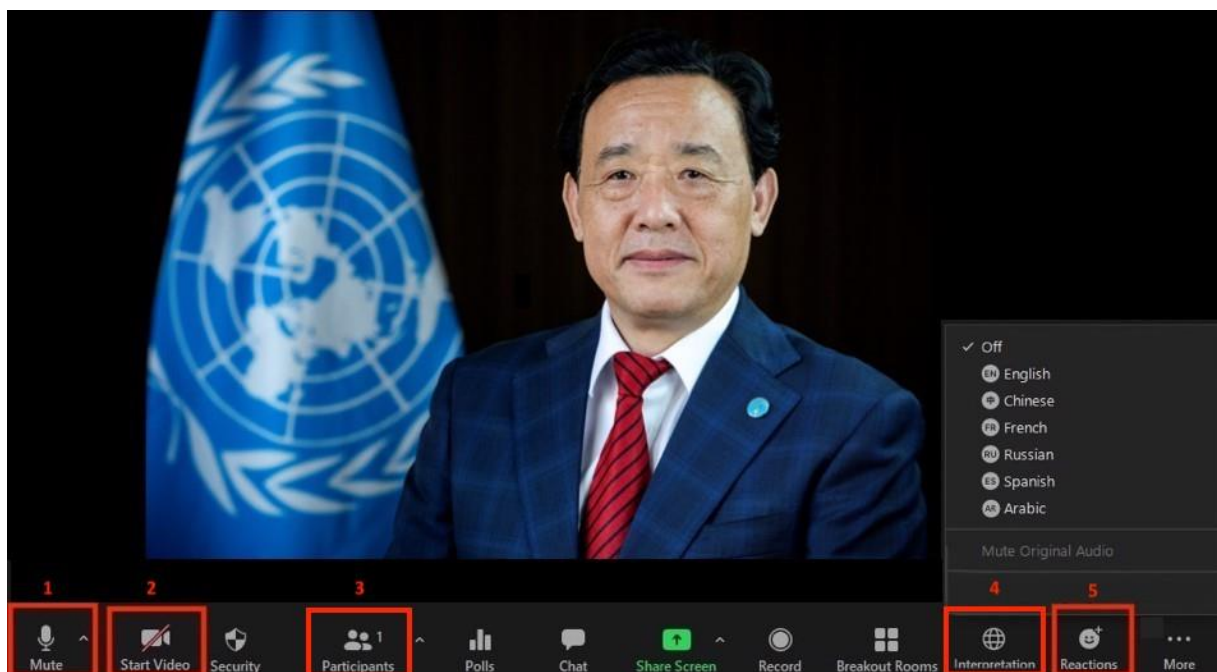 Off
EN English
中 Chinese
FR French
RU Russian
ES Spanish
AR Arabic
Mute Original Audio
1 2 3 4 5
1
Mute Start Video Security Participants Polls Chat Share Screen Record Breakout Rooms Interpretation Reactions More